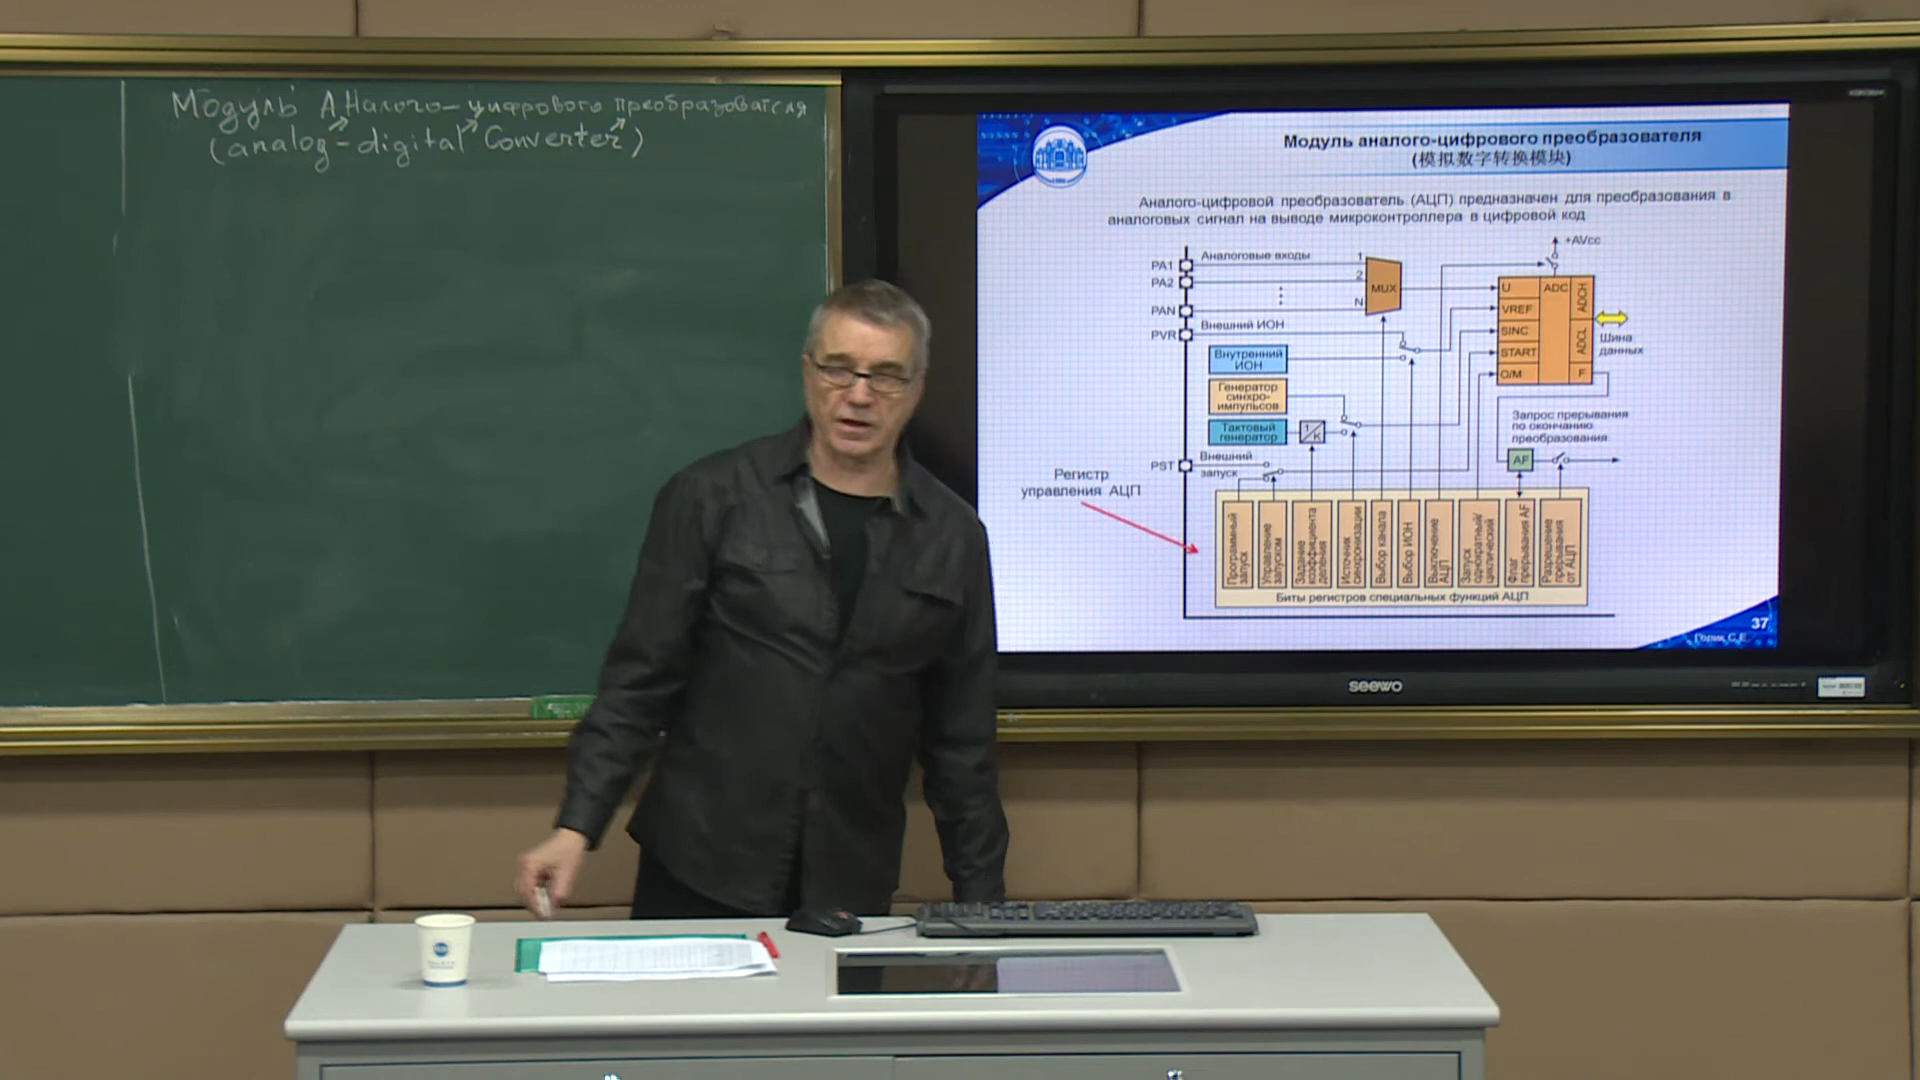 Модуль Аналого-цифрового преобразователя
(analog-digital Converter)
Модуль аналого-цифрового преобразователя
(模拟数字转换模块)
Аналого-цифровой преобразователь (АЦП) предназначен для преобразования в
аналоговых сигнал на выводе микроконтроллера в цифровой код
+AVcc
PA1
Аналоговые входы
1
PA2
2
MUX
PAN
N
PVR
Внешний ИОН
U
ADC
ADCH
VREF
SINC
ADCL
START
O/M
F
Шина
данных
Внутренний
ИОН
Генератор
синхро-
импульсов
Тактовый
генератор
1/K
Запрос прерывания
по окончанию
преобразования
AF
PST
Внешний
запуск
Регистр
управления АЦП
Программный
запуск
Управление
запуском
Задание
коэффициента
деления
Источник
синхронизации
Выбор канала
Выбор ИОН
Выключение
АЦП
Запуск
однократный/
циклический
Флаг
прерывания AF
Разрешение
прерывания
от АЦП
Биты регистров специальных функций АЦП
37
seewo